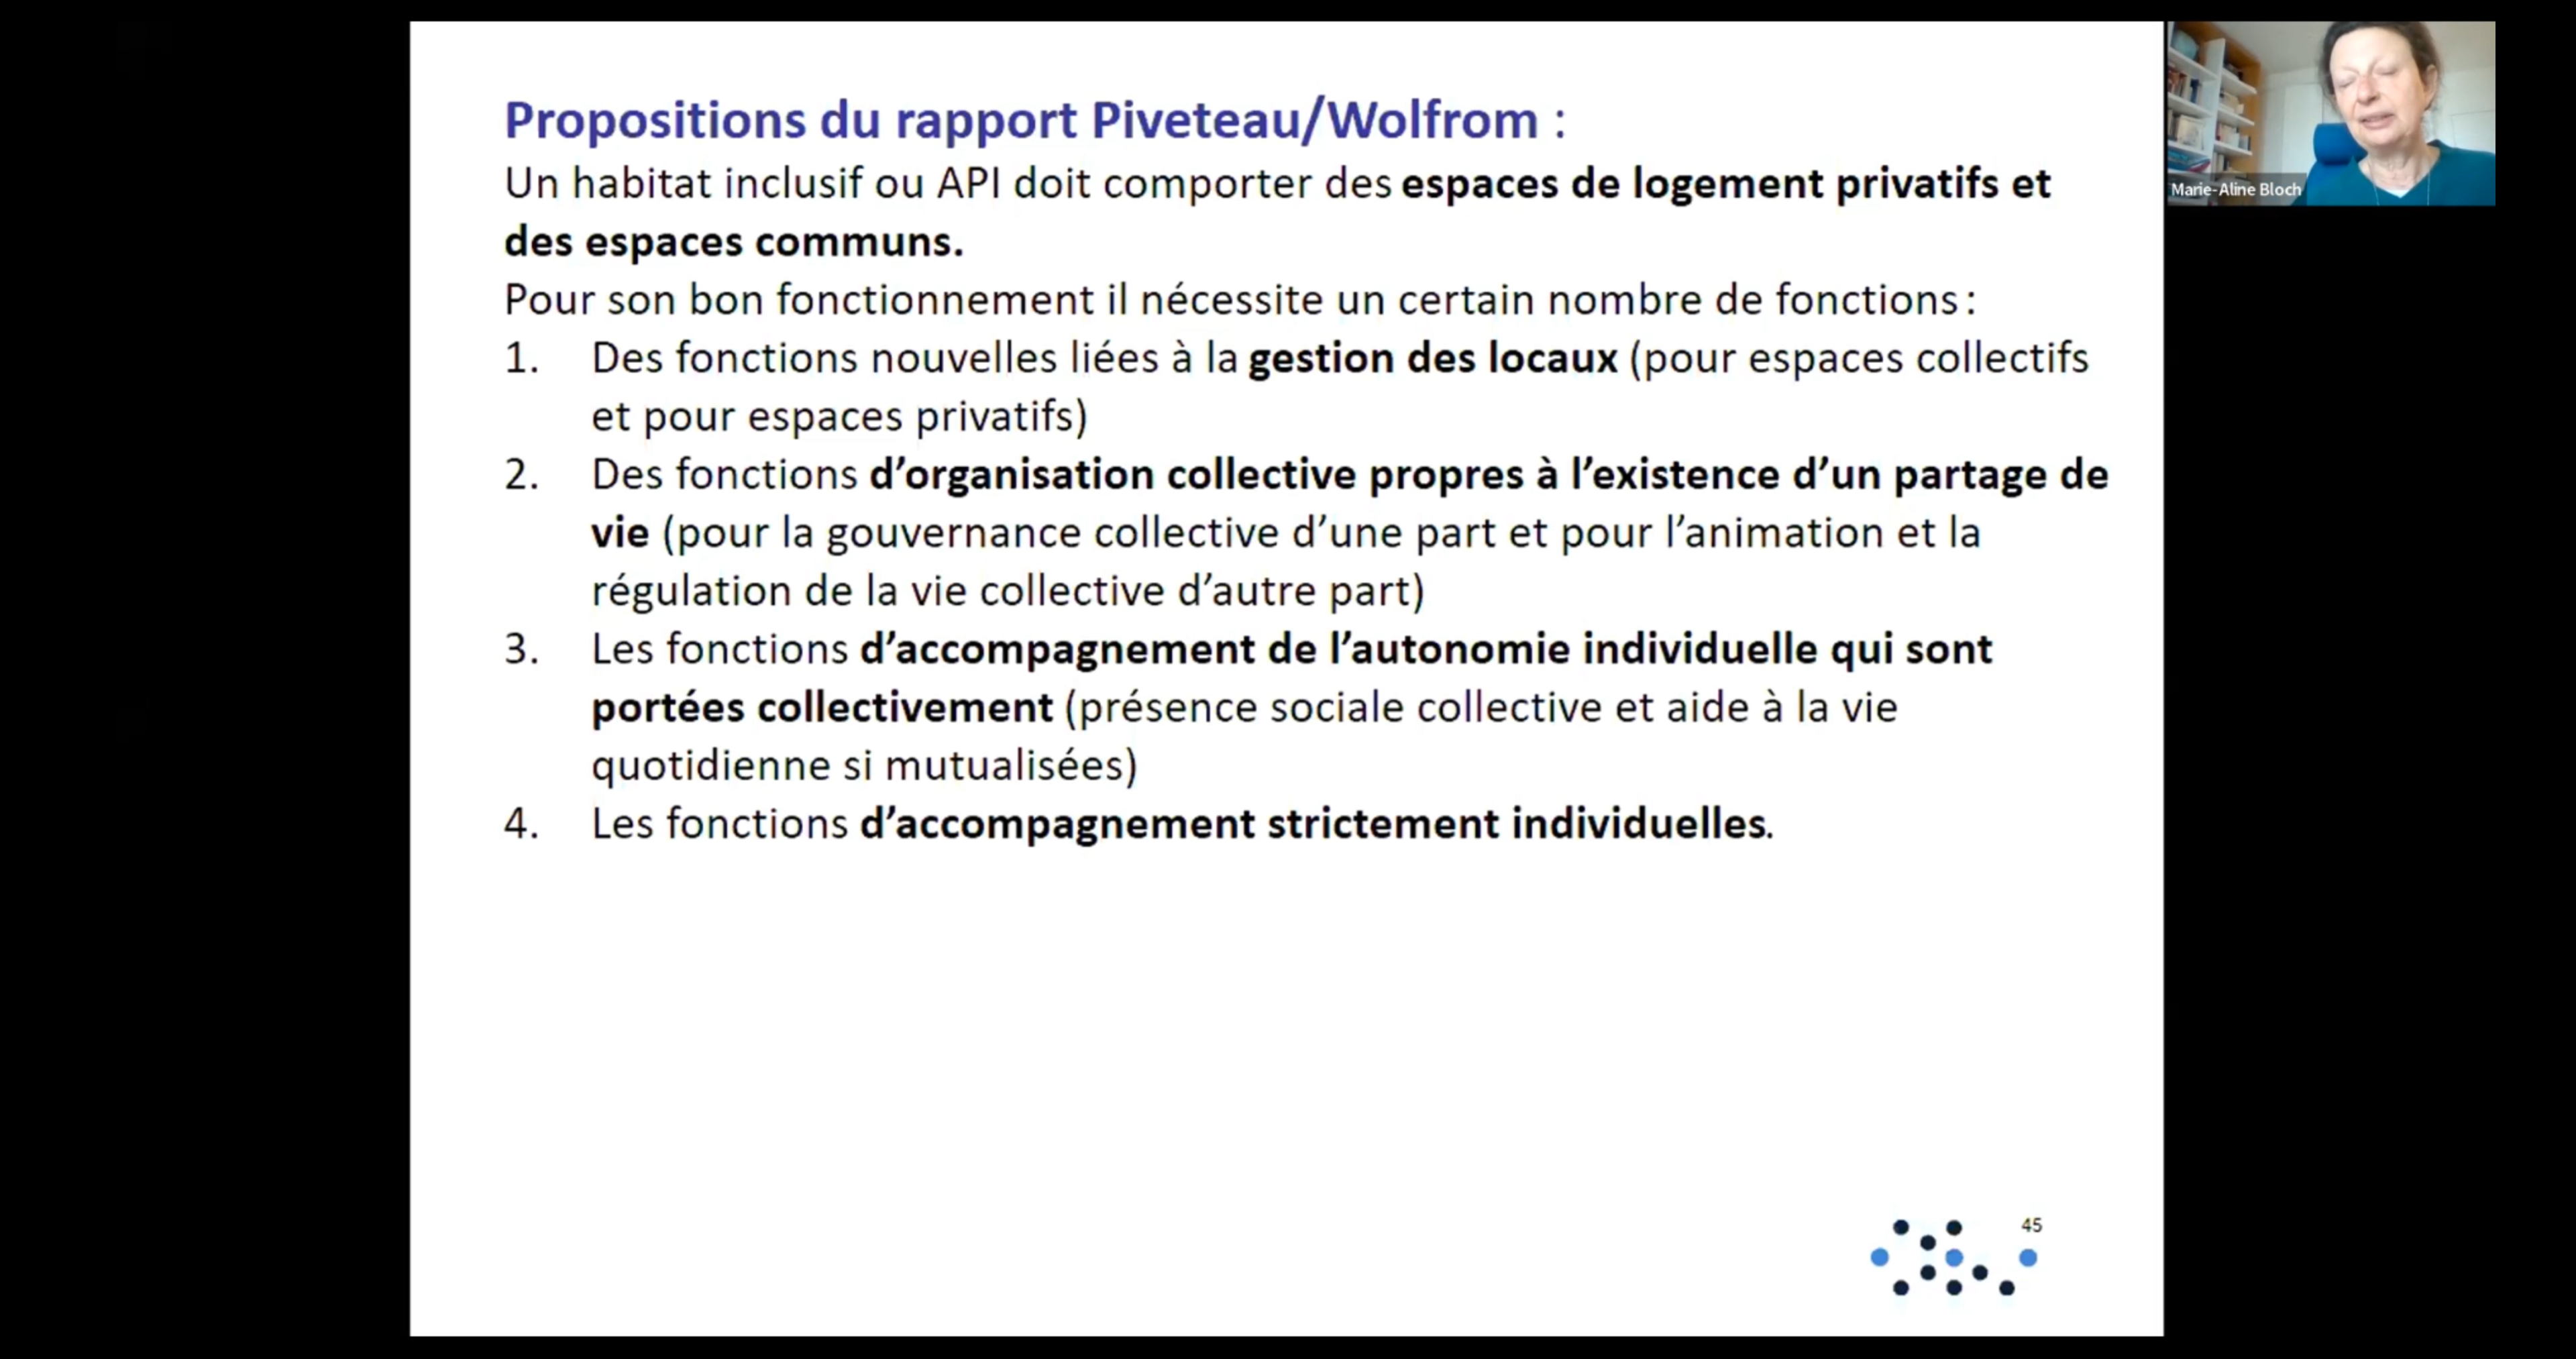 Propositions du rapport Piveteau/Wolfrom :
Un habitat inclusif ou API doit comporter des espaces de logement privatifs et
des espaces communs.
Pour son bon fonctionnement il nécessite un certain nombre de fonctions :
1. Des fonctions nouvelles liées à la gestion des locaux (pour espaces collectifs
et pour espaces privatifs)
2. Des fonctions d’organisation collective propres à l’existence d’un partage de
vie (pour la gouvernance collective d’une part et pour l’animation et la
régulation de la vie collective d’autre part)
3. Les fonctions d’accompagnement de l’autonomie individuelle qui sont
portées collectivement (présence sociale collective et aide à la vie
quotidienne si mutualisées)
4. Les fonctions d’accompagnement strictement individuelles.
45
Marie-Aline Bloch